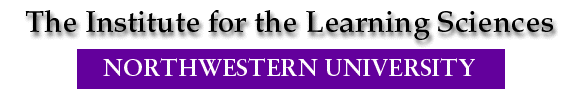 The Institute for the Learning Sciences
NORTHWESTERN UNIVERSITY